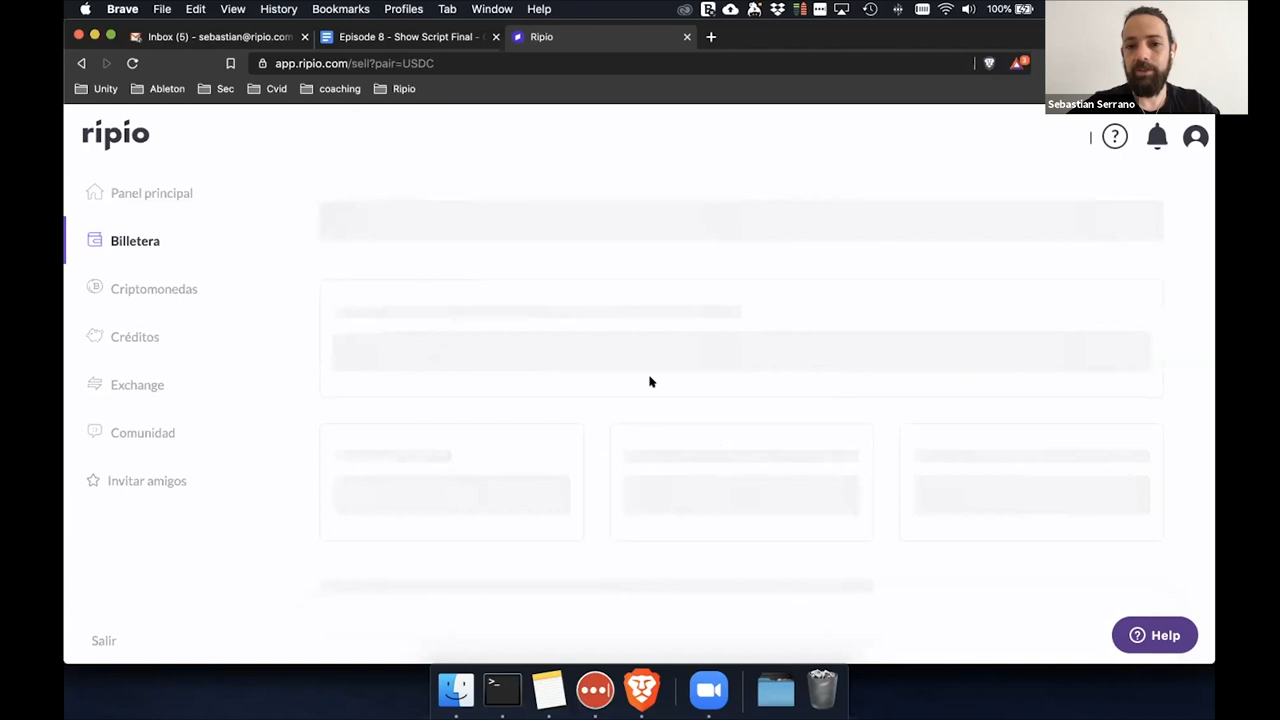 Brave File Edit View History Bookmarks Profiles Tab Window Help 100%
Inbox (5) - sebastian@ripio.com
Episode 8 - Show Script Final -
Ripio
app.ripio.com/sell?pair=USDC
3
Unity Ableton Sec Cvid coaching Ripio
Sebastian Serrano
ripio
Panel principal
Billetera
Criptomonedas
Créditos
Exchange
Comunidad
Invitar amigos
Salir
Help